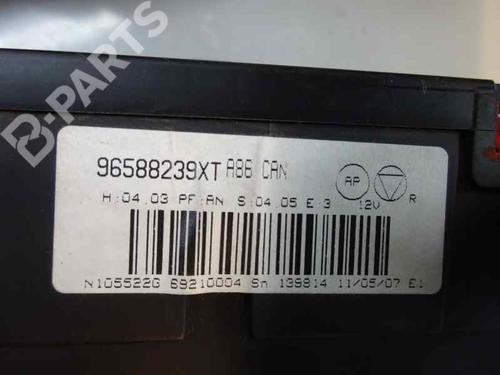 B-PARTS
96588239XT A86 CAN
AP
H:04.03 PF:AN S:04.05 E:3 12V R
N105522G 69210004 Sn 139814 11/05/07 E1